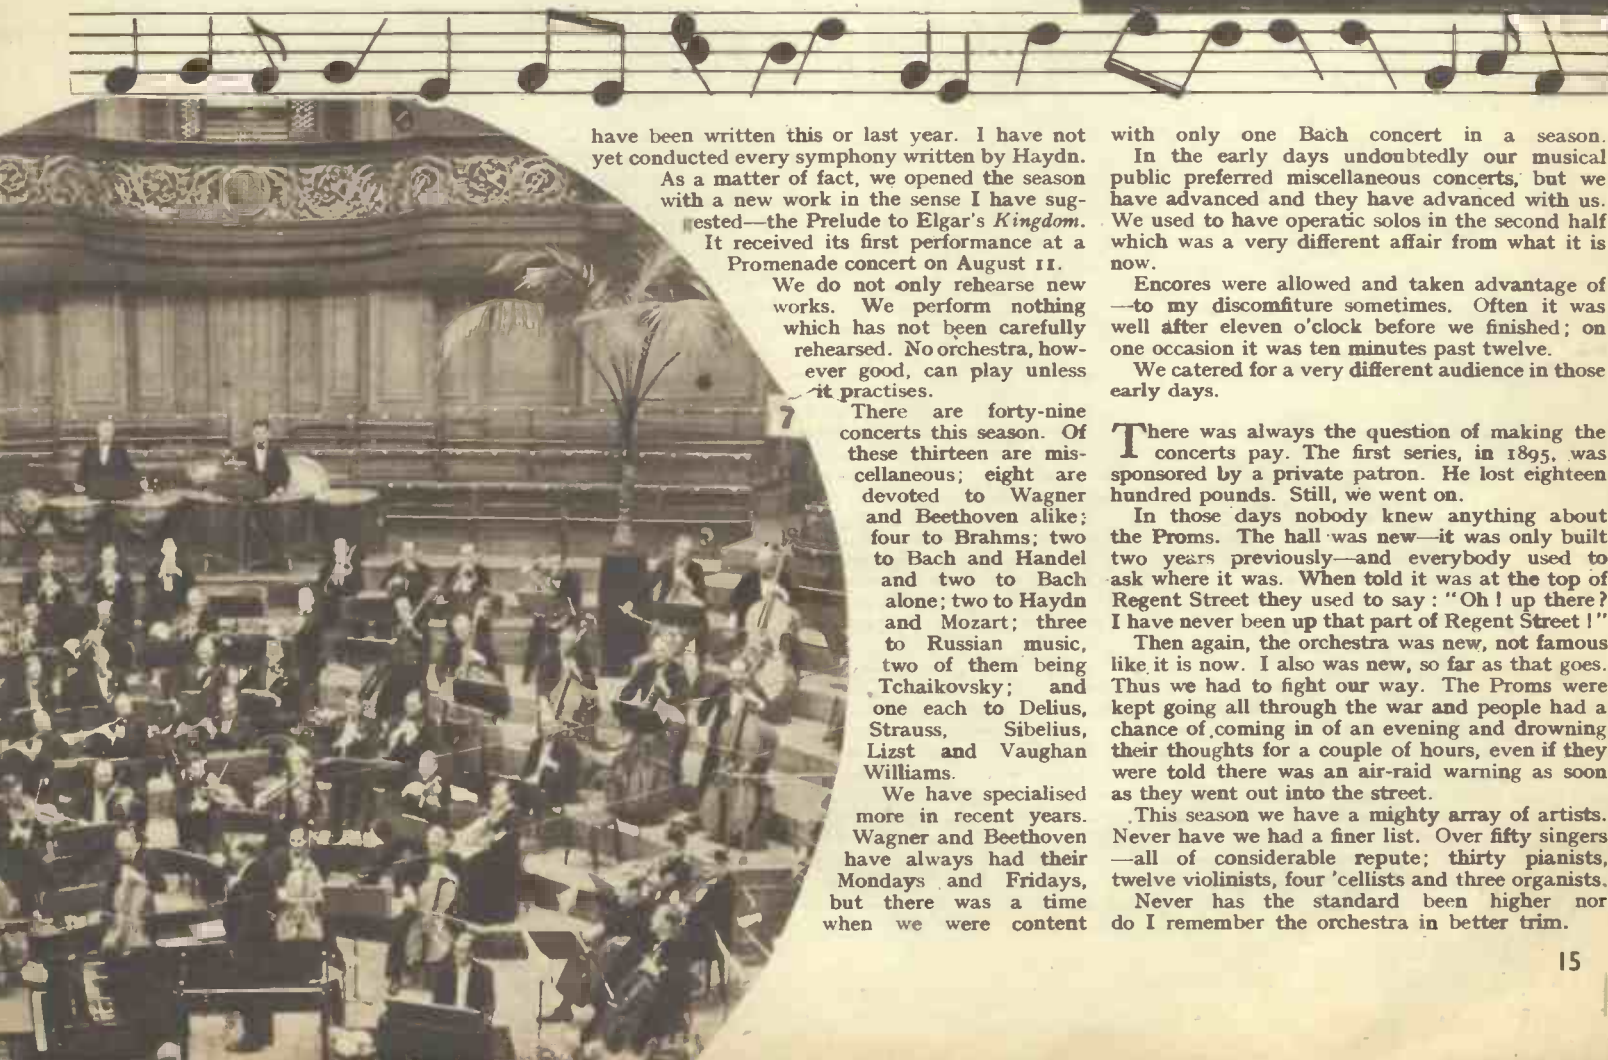 have been written this or last year. I have not
yet conducted every symphony written by Haydn.
As a matter of fact, we opened the season
with a new work in the sense I have sug-
gested—the Prelude to Elgar's Kingdom.
It received its first performance at a
Promenade concert on August 11.
We do not only rehearse new
works. We perform nothing
which has not been carefully
rehearsed. No orchestra, how-
ever good, can play unless
it practises.
There are forty-nine
concerts this season. Of
these thirteen are mis-
cellaneous; eight are
devoted to Wagner
and Beethoven alike;
four to Brahms; two
to Bach and Handel
and two to Bach
alone; two to Haydn
and Mozart; three
to Russian music,
two of them being
Tchaikovsky; and
one each to Delius,
Strauss, Sibelius,
Lizst and Vaughan
Williams.
We have specialised
more in recent years.
Wagner and Beethoven
have always had their
Mondays and Fridays,
but there was a time
when we were content
with only one Bach concert in a season.
In the early days undoubtedly our musical
public preferred miscellaneous concerts, but we
have advanced and they have advanced with us.
We used to have operatic solos in the second half
which was a very different affair from what it is
now.
Encores were allowed and taken advantage of
—to my discomfiture sometimes. Often it was
well after eleven o'clock before we finished; on
one occasion it was ten minutes past twelve.
We catered for a very different audience in those
early days.
There was always the question of making the
concerts pay. The first series, in 1895, was
sponsored by a private patron. He lost eighteen
hundred pounds. Still, we went on.
In those days nobody knew anything about
the Proms. The hall was new—it was only built
two years previously—and everybody used to
ask where it was. When told it was at the top of
Regent Street they used to say: "Oh! up there?
I have never been up that part of Regent Street!"
Then again, the orchestra was new, not famous
like it is now. I also was new, so far as that goes.
Thus we had to fight our way. The Proms were
kept going all through the war and people had a
chance of coming in of an evening and drowning
their thoughts for a couple of hours, even if they
were told there was an air-raid warning as soon
as they went out into the street.
This season we have a mighty array of artists.
Never have we had a finer list. Over fifty singers
—all of considerable repute; thirty pianists,
twelve violinists, four 'cellists and three organists.
Never has the standard been higher nor
do I remember the orchestra in better trim.
15